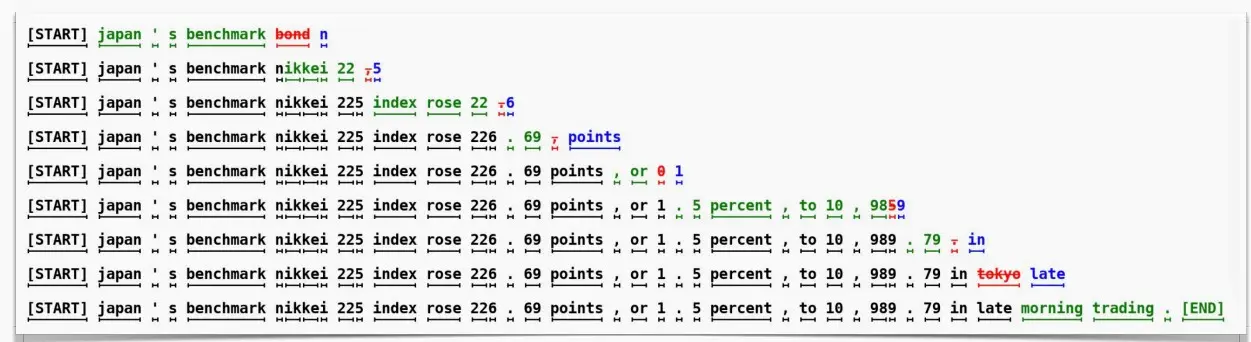 [START] japan ' s benchmark bond n
[START] japan ' s benchmark nikkei 22 , 5
[START] japan ' s benchmark nikkei 225 index rose 22 , 6
[START] japan ' s benchmark nikkei 225 index rose 226 . 69 , points
[START] japan ' s benchmark nikkei 225 index rose 226 . 69 points , or 0 1
[START] japan ' s benchmark nikkei 225 index rose 226 . 69 points , or 1 . 5 percent , to 10 , 9859
[START] japan ' s benchmark nikkei 225 index rose 226 . 69 points , or 1 . 5 percent , to 10 , 989 . 79 , in
[START] japan ' s benchmark nikkei 225 index rose 226 . 69 points , or 1 . 5 percent , to 10 , 989 . 79 in tokyo late
[START] japan ' s benchmark nikkei 225 index rose 226 . 69 points , or 1 . 5 percent , to 10 , 989 . 79 in late morning trading . [END]